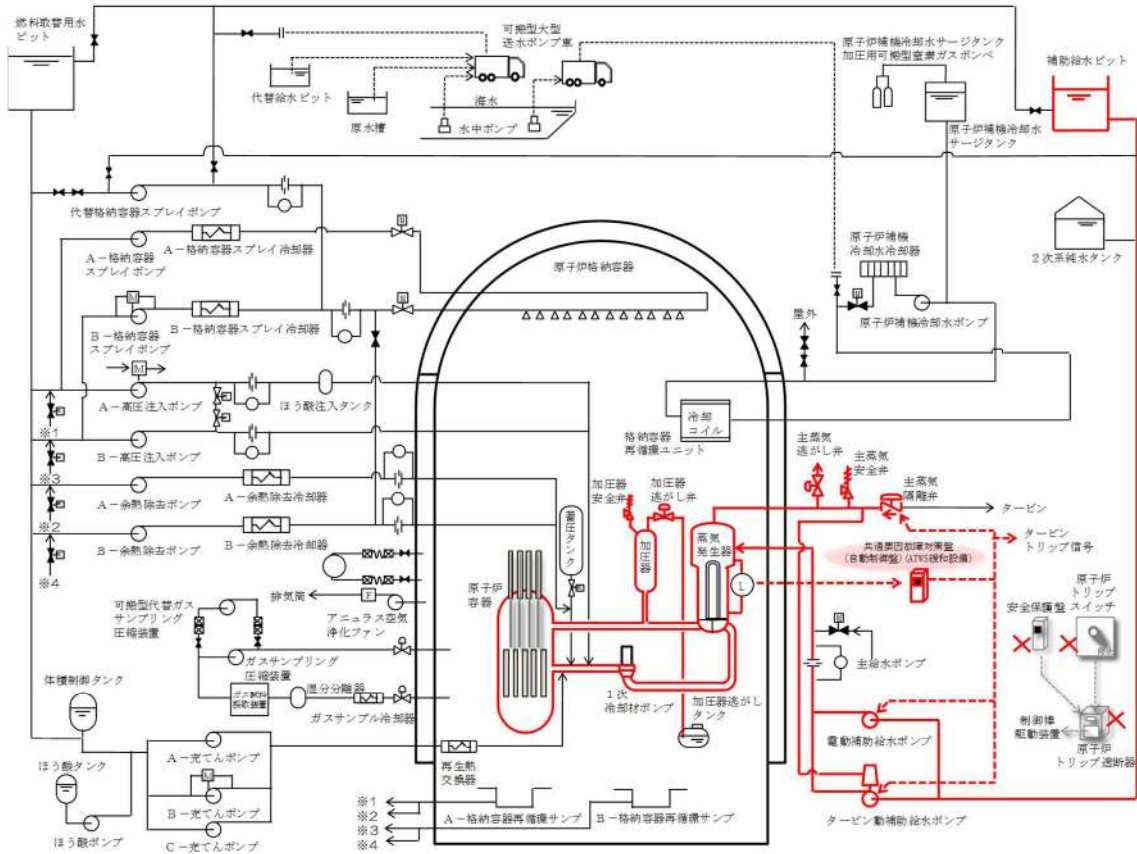 燃料取替用水
ピット
可搬型大型
送水ポンプ車
代替給水ピット
原水槽
海水
水中ポンプ
原子炉補機冷却水サージタンク
加圧用可搬型窒素ガスボンベ
原子炉補機冷却水
サージタンク
補助給水ピット
2次系純水タンク
代替格納容器スプレイポンプ
A-格納容器
スプレイポンプ
A-格納容器スプレイ冷却器
M
B-格納容器
スプレイポンプ
B-格納容器スプレイ冷却器
原子炉格納容器
原子炉補機
冷却水冷却器
原子炉補機冷却水ポンプ
屋外
M
A-高圧注入ポンプ
ほう酸注入タンク
※1
B-高圧注入ポンプ
※3
冷却
コイル
格納容器
再循環ユニット
A-余熱除去冷却器
A-余熱除去ポンプ
※2
B-余熱除去冷却器
B-余熱除去ポンプ
※4
主蒸気
逃がし弁
主蒸気
安全弁
主蒸気
隔離弁
タービン
加圧器
安全弁
加圧器
逃がし弁
蓄圧タンク
加圧器
蒸気
発生器
L
タービン
トリップ信号
共通要因故障対策盤
(自動制御盤)(ATWS緩和設備)
原子炉
容器
排気筒
F
アニュラス空気
浄化ファン
可搬型代替ガス
サンプリング
圧縮装置
ガスサンプリング
圧縮装置
ガス試料
採取装置
湿分分離器
ガスサンプル冷却器
原子炉
トリップ
スイッチ
安全保護盤
主給水ポンプ
1次
冷却材ポンプ
加圧器逃がし
タンク
電動補助給水ポンプ
制御棒
駆動装置
原子炉
トリップ遮断器
体積制御タンク
ほう酸タンク
ほう酸ポンプ
A-充てんポンプ
M
B-充てんポンプ
C-充てんポンプ
再生熱
交換器
※1
※2
※3
※4
A-格納容器再循環サンプ
B-格納容器再循環サンプ
タービン動補助給水ポンプ